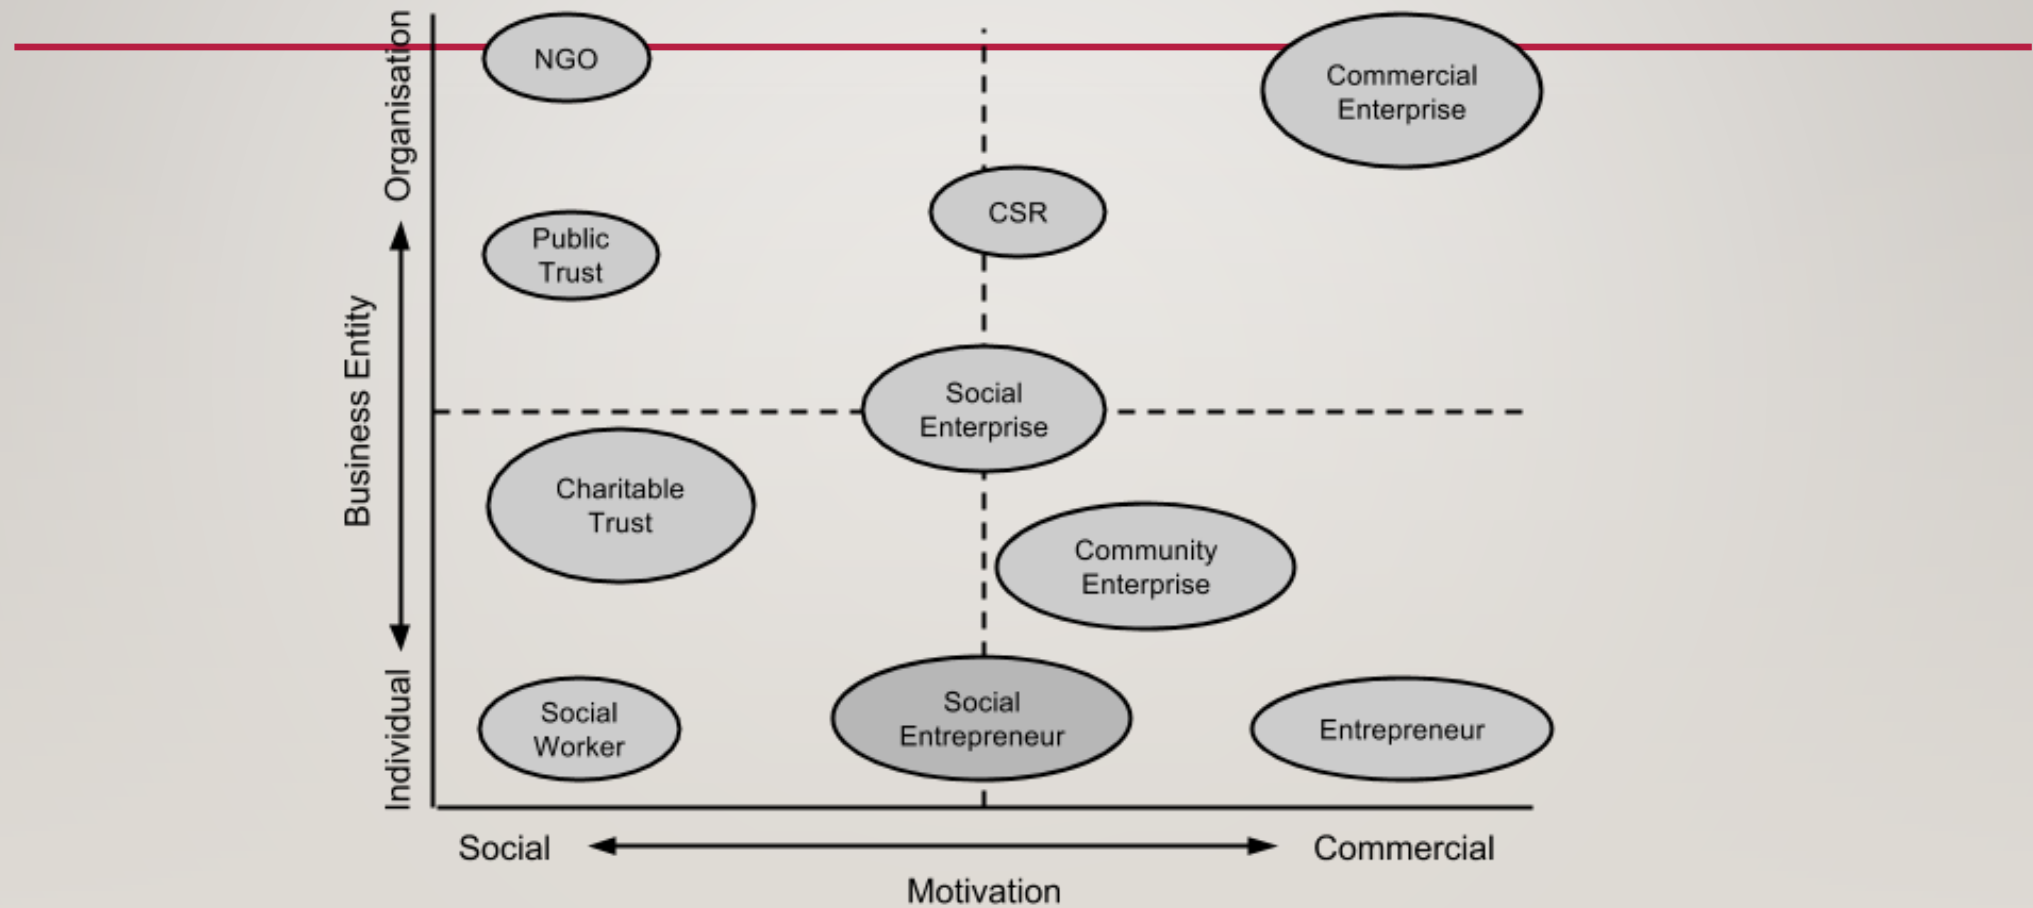 Organisation
NGO
Commercial
Enterprise
CSR
Public
Trust
Business Entity
Social
Enterprise
Charitable
Trust
Community
Enterprise
Individual
Social
Worker
Social
Entrepreneur
Entrepreneur
Social
Commercial
Motivation